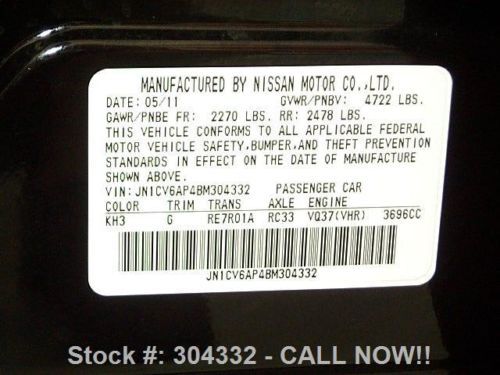 MANUFACTURED BY NISSAN MOTOR CO.,LTD.
DATE: 05/11 GVWR/PNBV: 4722 LBS.
GAWR/PNBE FR: 2270 LBS. RR: 2478 LBS.
THIS VEHICLE CONFORMS TO ALL APPLICABLE FEDERAL
MOTOR VEHICLE SAFETY,BUMPER,AND THEFT PREVENTION
STANDARDS IN EFFECT ON THE DATE OF MANUFACTURE
SHOWN ABOVE.
VIN: JN1CV6AP4BM304332 PASSENGER CAR
COLOR TRIM TRANS AXLE ENGINE
KH3 G RE7R01A RC33 VQ37(VHR) 3696CC
JN1CV6AP4BM304332
Stock #: 304332 - CALL NOW!!